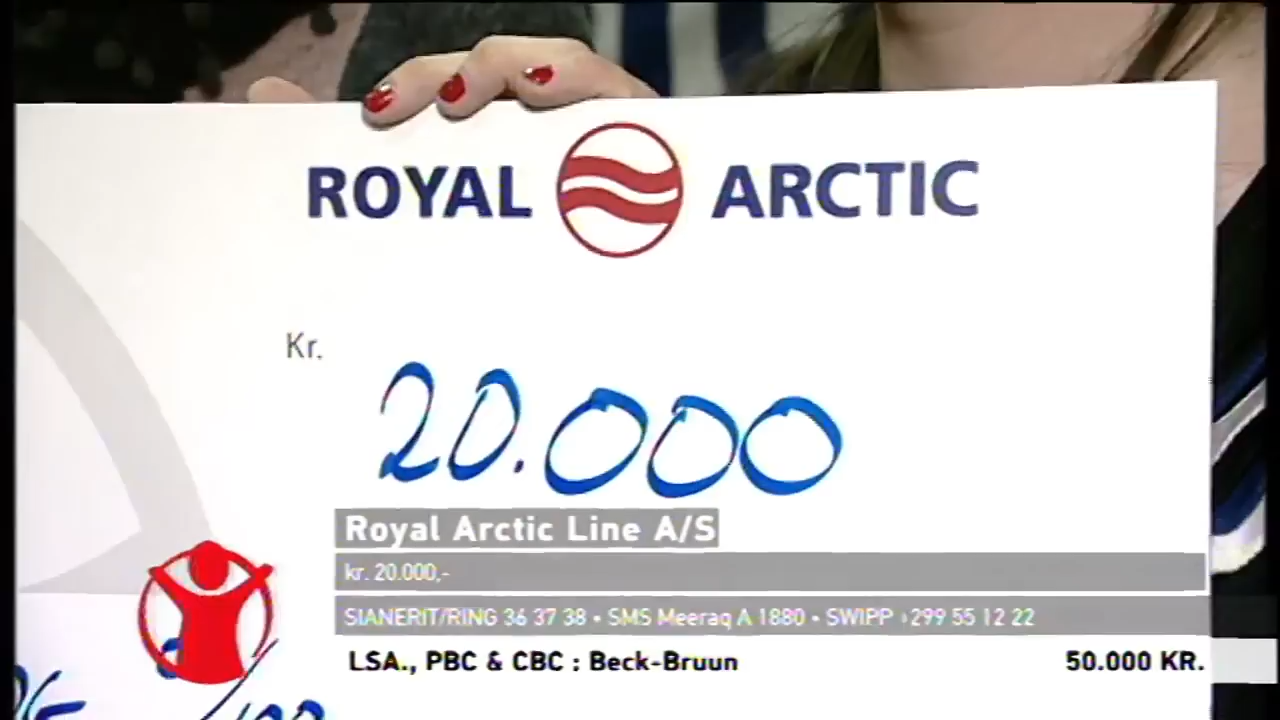 ROYAL ARCTIC
Kr.
20.000
Royal Arctic Line A/S
kr. 20.000,-
SIANERIT/RING 36 37 38 • SMS Meeraq A 1880 • SWIPP +299 55 12 22
LSA., PBC & CBC : Beck-Bruun 50.000 KR.